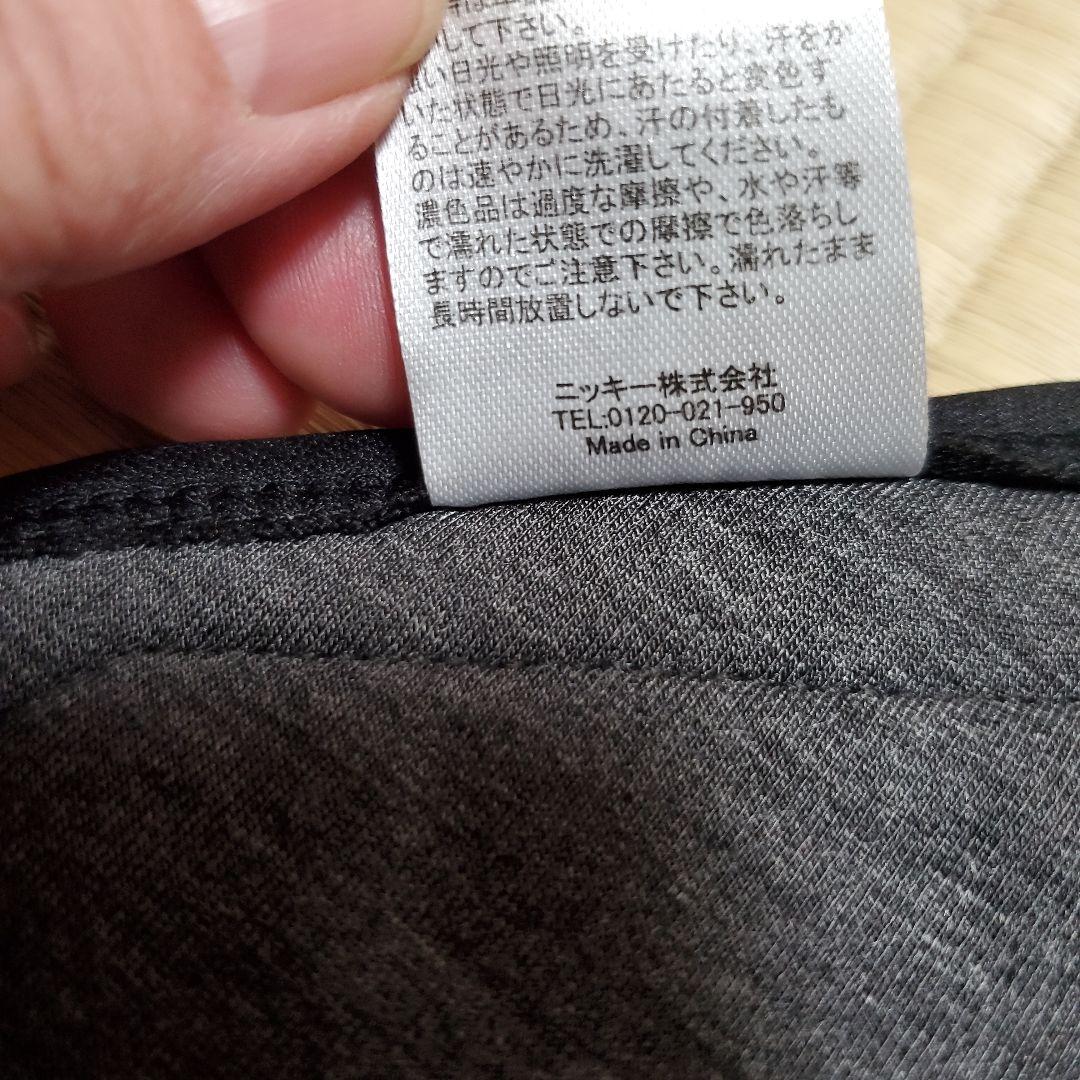 して下さい。
い日光や照明を受けたり、汗をか
いた状態で日光にあたると変色す
ることがあるため、汗の付着したも
のは速やかに洗濯してください。
濃色品は過度な摩擦や、水や汗等
で濡れた状態での摩擦で色落ちし
ますのでご注意下さい。濡れたまま
長時間放置しないで下さい。
ニッキー株式会社
TEL:0120-021-950
Made in China